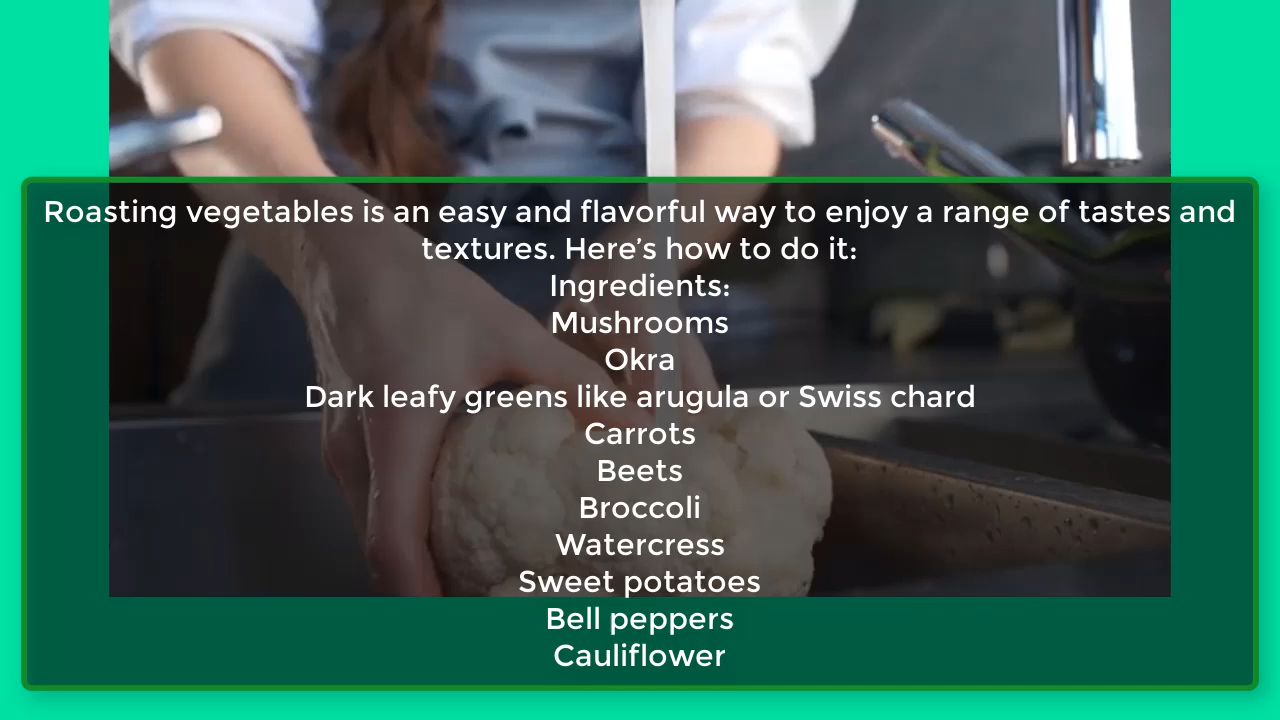 Roasting vegetables is an easy and flavorful way to enjoy a range of tastes and
textures. Here’s how to do it:
Ingredients:
Mushrooms
Okra
Dark leafy greens like arugula or Swiss chard
Carrots
Beets
Broccoli
Watercress
Sweet potatoes
Bell peppers
Cauliflower